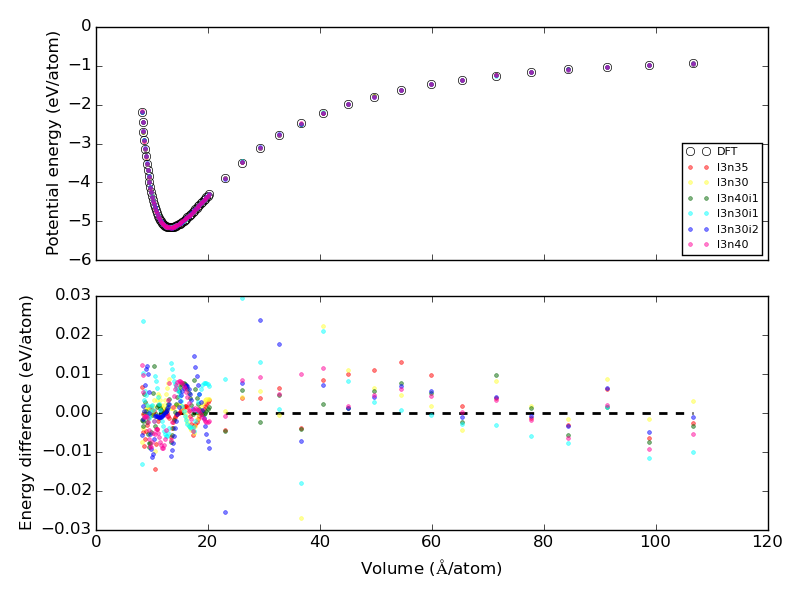 Potential energy (eV/atom)
0
−1
−2
−3
−4
−5
−6
DFT
l3n35
l3n30
l3n40i1
l3n30i1
l3n30i2
l3n40
Energy difference (eV/atom)
0.03
0.02
0.01
0.00
−0.01
−0.02
−0.03
0 20 40 60 80 100 120
Volume (Å/atom)